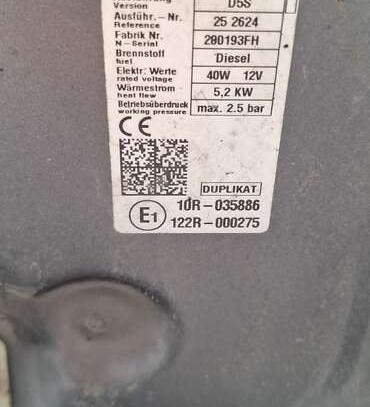 Version D5S
Ausführ.-Nr. 25 2624
Reference
Fabrik Nr. 280193FH
N-Serial
Brennstoff Diesel
fuel
Elektr. Werte 40W 12V
rated voltage
Wärmestrom 5,2 KW
heat flow
Betriebsüberdruck max. 2.5 bar
working pressure
CE
DUPLIKAT
E1 10R-035886
122R-000275